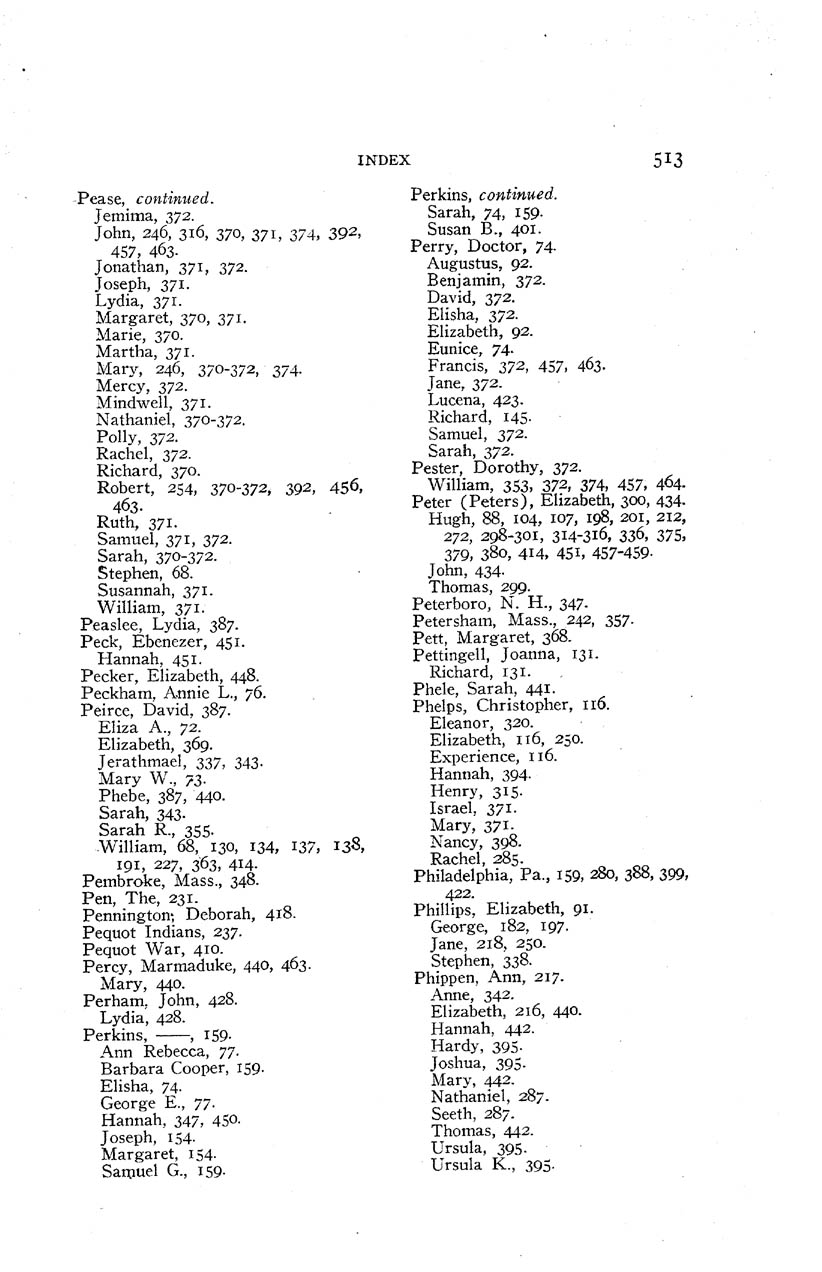 INDEX 513
Pease, continued.
Jemima, 372.
John, 246, 316, 370, 371, 374, 392,
457, 463.
Jonathan, 371, 372.
Joseph, 371.
Lydia, 371.
Margaret, 370, 371.
Marie, 370.
Martha, 371.
Mary, 246, 370-372, 374.
Mercy, 372.
Mindwell, 371.
Nathaniel, 370-372.
Polly, 372.
Rachel, 372.
Richard, 370.
Robert, 254, 370-372, 392, 456,
463.
Ruth, 371.
Samuel, 371, 372.
Sarah, 370-372.
Stephen, 68.
Susannah, 371.
William, 371.
Peaslee, Lydia, 387.
Peck, Ebenezer, 451.
Hannah, 451.
Pecker, Elizabeth, 448.
Peckham, Annie L., 76.
Peirce, David, 387.
Eliza A., 72.
Elizabeth, 369.
Jerathmael, 337, 343.
Mary W., 73.
Phebe, 387, 440.
Sarah, 343.
Sarah R., 355.
William, 68, 130, 134, 137, 138,
191, 227, 363, 414.
Pembroke, Mass., 348.
Pen, The, 231.
Pennington, Deborah, 418.
Pequot Indians, 237.
Pequot War, 410.
Percy, Marmaduke, 440, 463.
Mary, 440.
Perham, John, 428.
Lydia, 428.
Perkins, ——, 159.
Ann Rebecca, 77.
Barbara Cooper, 159.
Elisha, 74.
George E., 77.
Hannah, 347, 450.
Joseph, 154.
Margaret, 154.
Samuel G., 159.
Perkins, continued.
Sarah, 74, 159.
Susan B., 401.
Perry, Doctor, 74.
Augustus, 92.
Benjamin, 372.
David, 372.
Elisha, 372.
Elizabeth, 92.
Eunice, 74.
Francis, 372, 457, 463.
Jane, 372.
Lucena, 423.
Richard, 145.
Samuel, 372.
Sarah, 372.
Pester, Dorothy, 372.
William, 353, 372, 374, 457, 464.
Peter (Peters), Elizabeth, 300, 434.
Hugh, 88, 104, 107, 198, 201, 212,
272, 298-301, 314-316, 336, 375,
379, 380, 414, 451, 457-459.
John, 434.
Thomas, 299.
Peterboro, N. H., 347.
Petersham, Mass., 242, 357.
Pett, Margaret, 368.
Pettingell, Joanna, 131.
Richard, 131.
Phele, Sarah, 441.
Phelps, Christopher, 116.
Eleanor, 320.
Elizabeth, 116, 250.
Experience, 116.
Hannah, 394.
Henry, 315.
Israel, 371.
Mary, 371.
Nancy, 398.
Rachel, 285.
Philadelphia, Pa., 159, 280, 388, 399,
422.
Phillips, Elizabeth, 91.
George, 182, 197.
Jane, 218, 250.
Stephen, 338.
Phippen, Ann, 217.
Anne, 342.
Elizabeth, 216, 440.
Hannah, 442.
Hardy, 395.
Joshua, 395.
Mary, 442.
Nathaniel, 287.
Seeth, 287.
Thomas, 442.
Ursula, 395.
Ursula K., 395.